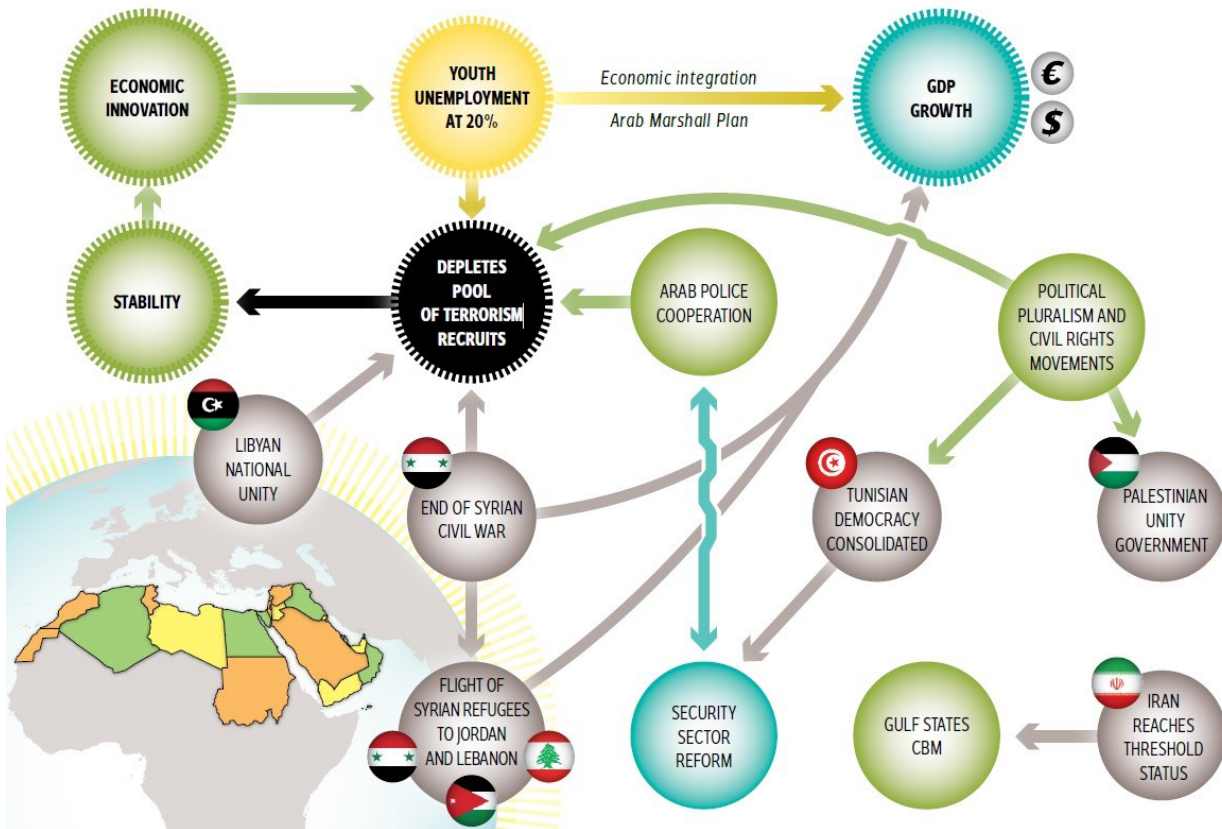 ECONOMIC
INNOVATION
YOUTH
UNEMPLOYMENT
AT 20%
Economic integration
Arab Marshall Plan
GDP
GROWTH
€
$
STABILITY
DEPLETES
POOL
OF TERRORISM
RECRUITS
ARAB POLICE
COOPERATION
POLITICAL
PLURALISM AND
CIVIL RIGHTS
MOVEMENTS
LIBYAN
NATIONAL
UNITY
END OF SYRIAN
CIVIL WAR
TUNISIAN
DEMOCRACY
CONSOLIDATED
PALESTINIAN
UNITY
GOVERNMENT
FLIGHT OF
SYRIAN REFUGEES
TO JORDAN
AND LEBANON
SECURITY
SECTOR
REFORM
GULF STATES
CBM
IRAN
REACHES
THRESHOLD
STATUS